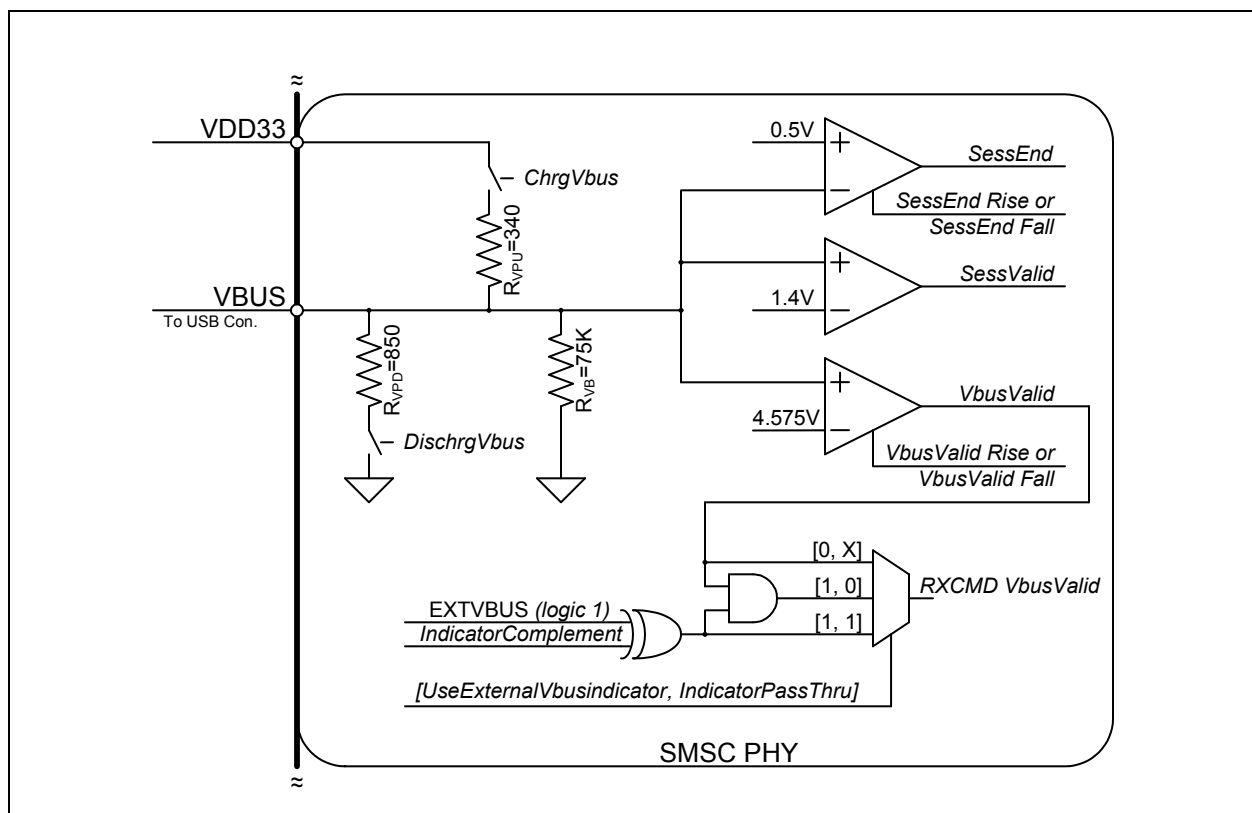 ≈
VDD33
0.5V
SessEnd
ChrgVbus
SessEnd Rise or
SessEnd Fall
RVPU=340
SessValid
VBUS
1.4V
To USB Con.
RVPD=850
RVB=75K
VbusValid
4.575V
DischrgVbus
VbusValid Rise or
VbusValid Fall
[0, X]
[1, 0]
RXCMD VbusValid
EXTVBUS (logic 1)
[1, 1]
IndicatorComplement
[UseExternalVbusindicator, IndicatorPassThru]
SMSC PHY
≈